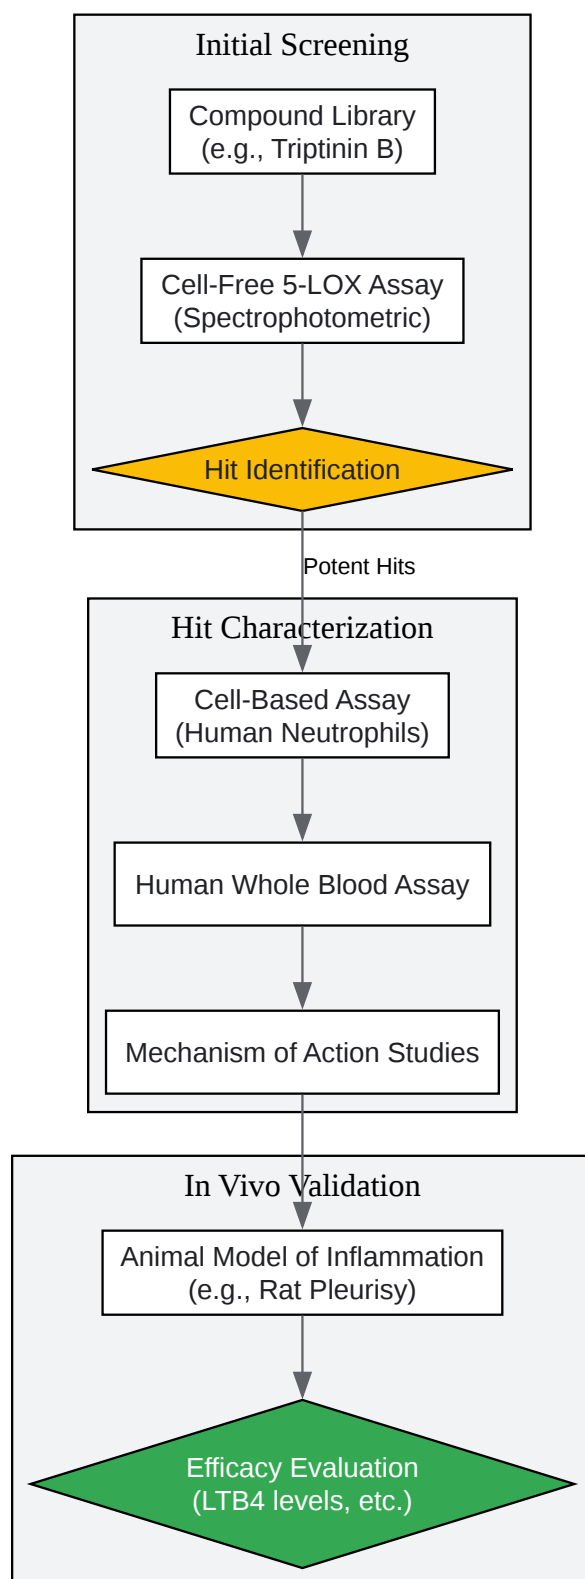 Initial Screening
Compound Library
(e.g., Triptinin B)
Cell-Free 5-LOX Assay
(Spectrophotometric)
Hit Identification
Potent Hits
Hit Characterization
Cell-Based Assay
(Human Neutrophils)
Human Whole Blood Assay
Mechanism of Action Studies
In Vivo Validation
Animal Model of Inflammation
(e.g., Rat Pleurisy)
Efficacy Evaluation
(LTB4 levels, etc.)